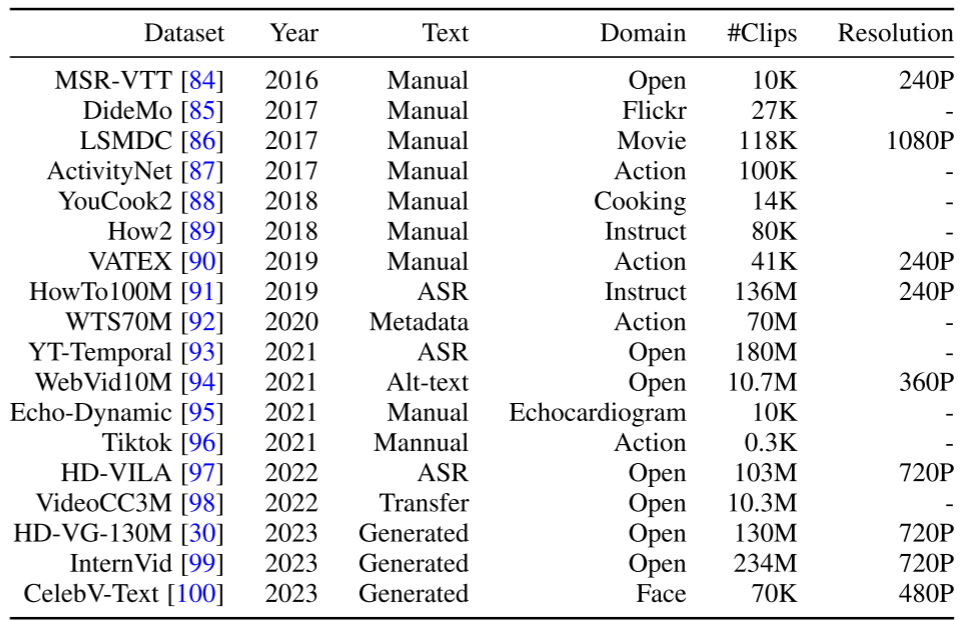 Dataset Year Text Domain #Clips Resolution
MSR-VTT [84] 2016 Manual Open 10K 240P
DideMo [85] 2017 Manual Flickr 27K -
LSMDC [86] 2017 Manual Movie 118K 1080P
ActivityNet [87] 2017 Manual Action 100K -
YouCook2 [88] 2018 Manual Cooking 14K -
How2 [89] 2018 Manual Instruct 80K -
VATEX [90] 2019 Manual Action 41K 240P
HowTo100M [91] 2019 ASR Instruct 136M 240P
WTS70M [92] 2020 Metadata Action 70M -
YT-Temporal [93] 2021 ASR Open 180M -
WebVid10M [94] 2021 Alt-text Open 10.7M 360P
Echo-Dynamic [95] 2021 Manual Echocardiogram 10K -
Tiktok [96] 2021 Mannual Action 0.3K -
HD-VILA [97] 2022 ASR Open 103M 720P
VideoCC3M [98] 2022 Transfer Open 10.3M -
HD-VG-130M [30] 2023 Generated Open 130M 720P
InternVid [99] 2023 Generated Open 234M 720P
CelebV-Text [100] 2023 Generated Face 70K 480P